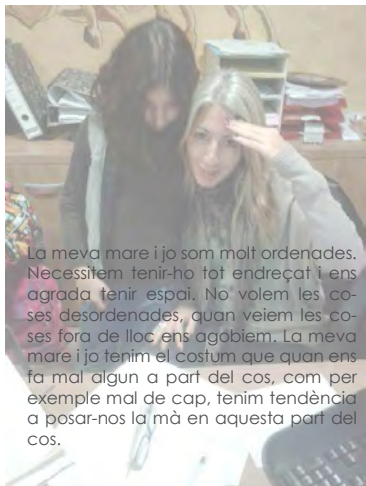 La meva mare i jo som molt ordenades.
Necessitem tenir-ho tot endreçat i ens
agrada tenir espai. No volem les co-
ses desordenades, quan veiem les co-
ses fora de lloc ens agobiem. La meva
mare i jo tenim el costum que quan ens
fa mal algun a part del cos, com per
exemple mal de cap, tenim tendència
a posar-nos la mà en aquesta part del
cos.